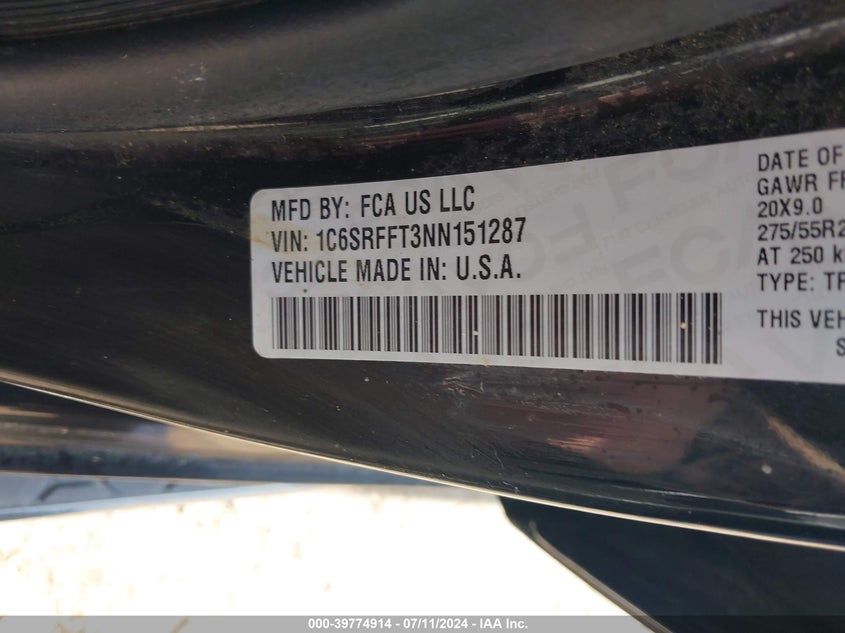 MFD BY: FCA US LLC
VIN: 1C6SRFFT3NN151287
VEHICLE MADE IN: U.S.A.
DATE OF
GAWR FR
20X9.0
275/55R2
AT 250 k
TYPE: TR
THIS VEH
S
000-39774914 - 07/11/2024 - IAA Inc.